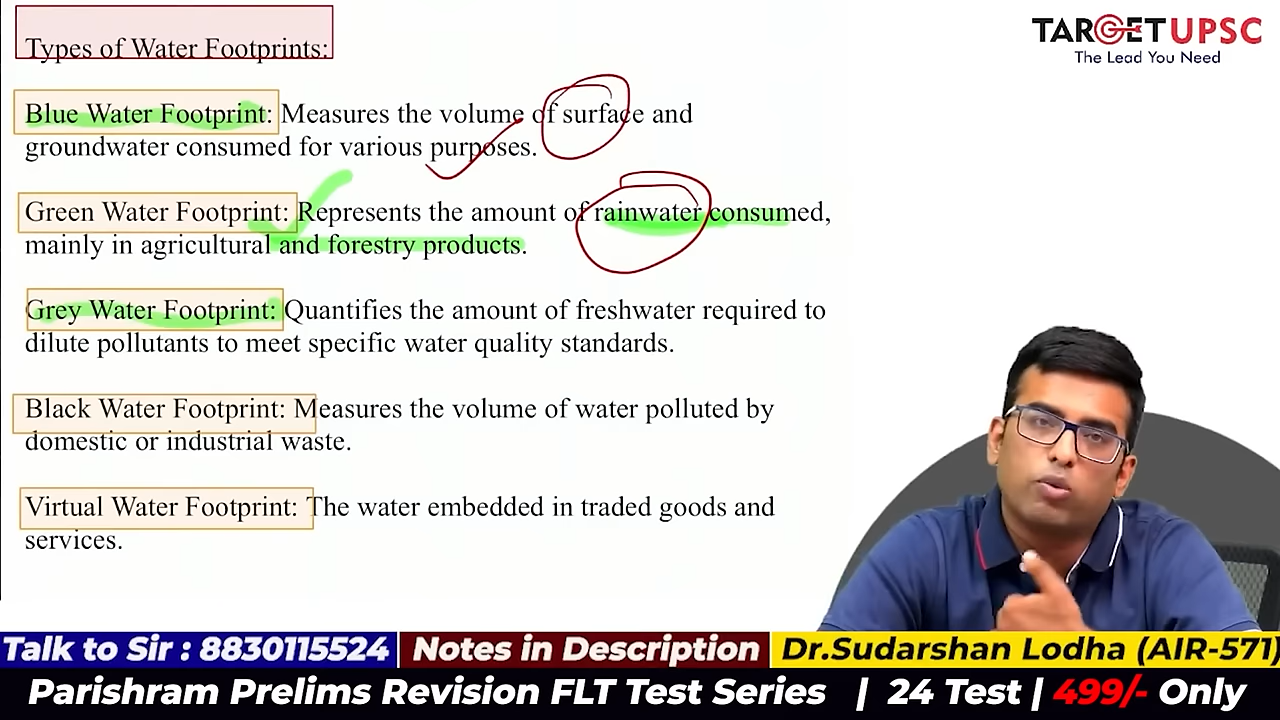 Types of Water Footprints:
TARGET UPSC
The Lead You Need
Blue Water Footprint: Measures the volume of surface and
groundwater consumed for various purposes.
Green Water Footprint: Represents the amount of rainwater consumed,
mainly in agricultural and forestry products.
Grey Water Footprint: Quantifies the amount of freshwater required to
dilute pollutants to meet specific water quality standards.
Black Water Footprint: Measures the volume of water polluted by
domestic or industrial waste.
Virtual Water Footprint: The water embedded in traded goods and
services.
Talk to Sir : 8830115524 Notes in Description Dr.Sudarshan Lodha (AIR-571)
Parishram Prelims Revision FLT Test Series | 24 Test | 499/- Only